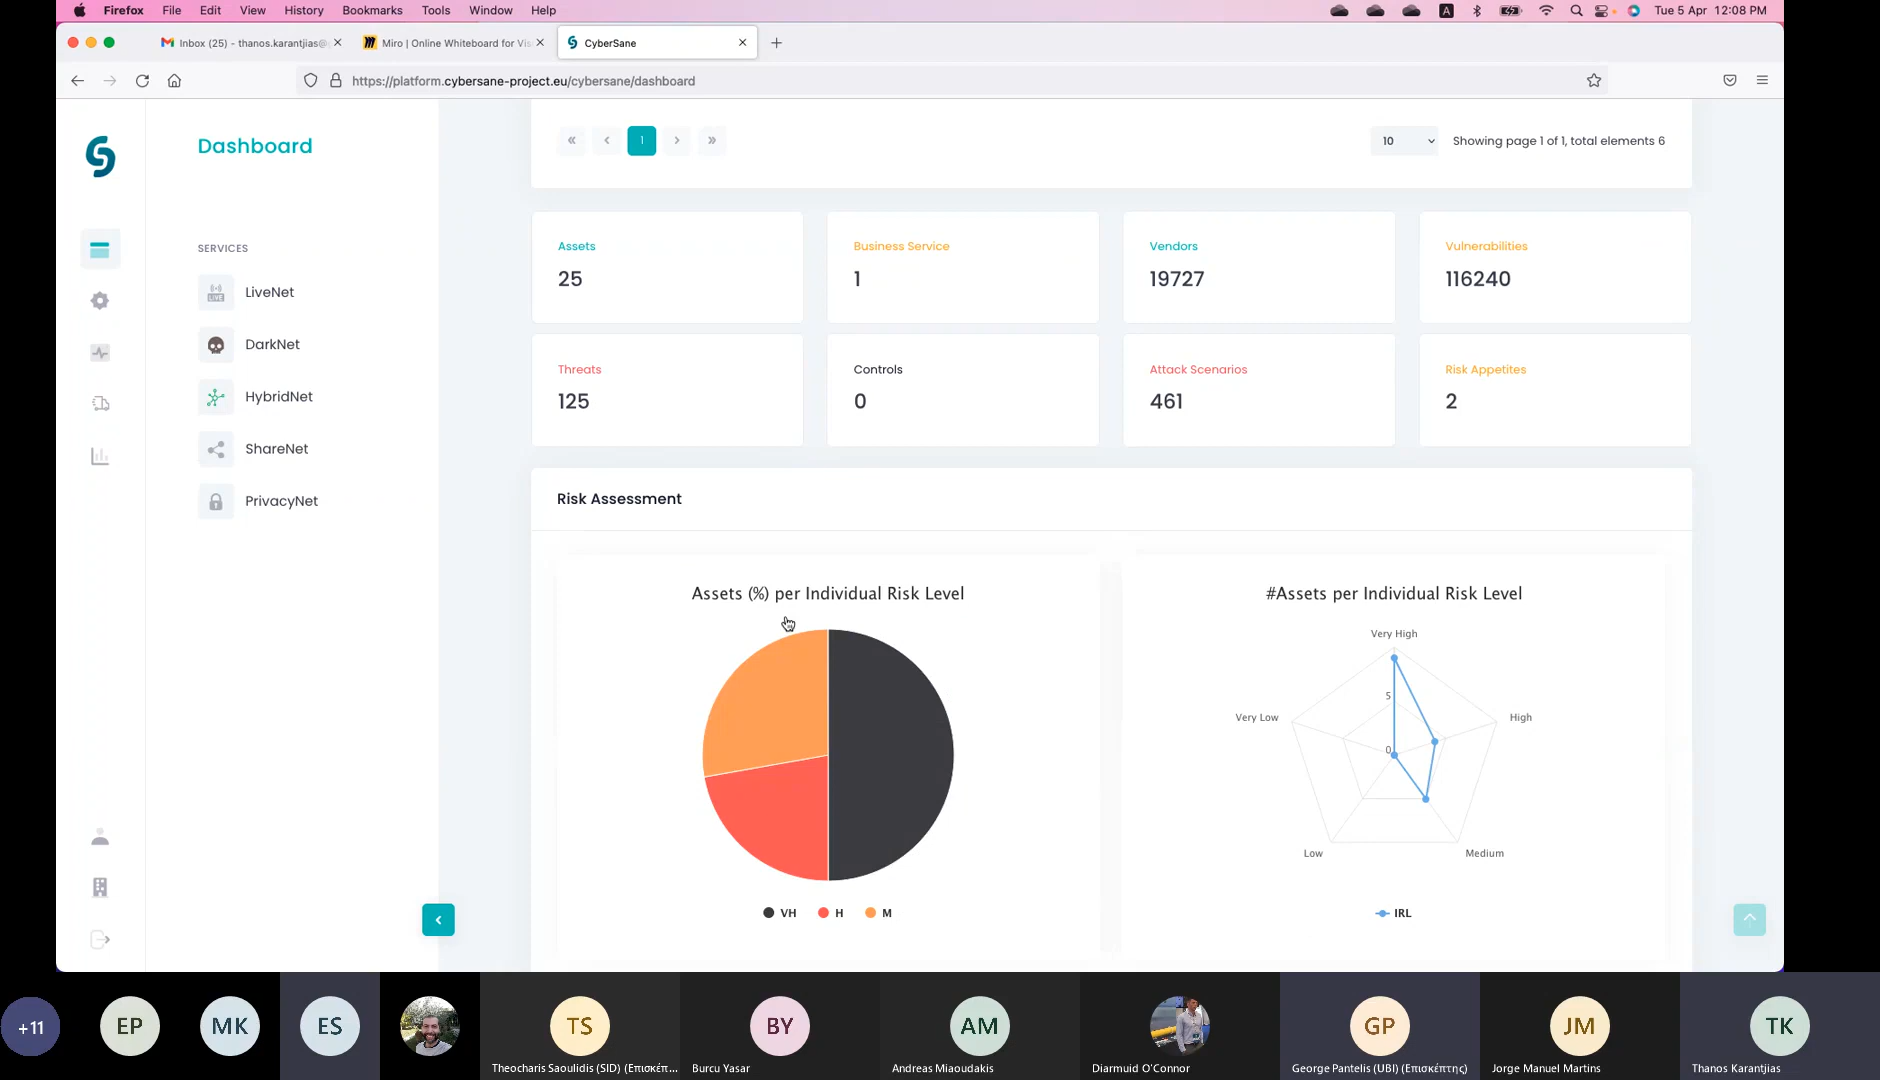 Firefox File Edit View History Bookmarks Tools Window Help A Tue 5 Apr 12:08 PM
Inbox (25) - thanos.karantjias@ Miro | Online Whiteboard for Vis CyberSane
https://platform.cybersane-project.eu/cybersane/dashboard
Dashboard
SERVICES
LIVE LiveNet
DarkNet
HybridNet
ShareNet
PrivacyNet
« ‹ 1 › » 10 Showing page 1 of 1, total elements 6
Assets Business Service Vendors Vulnerabilities
25 1 19727 116240
Threats Controls Attack Scenarios Risk Appetites
125 0 461 2
Risk Assessment
Assets (%) per Individual Risk Level
VH H M
#Assets per Individual Risk Level
Very High
5
Very Low High
0
Low Medium
IRL
+11 EP MK ES TS BY AM GP JM TK
Theocharis Saoulidis (SID) (Επισκέπ... Burcu Yasar Andreas Miaoudakis Diarmuid O'Connor George Pantelis (UBI) (Επισκέπτης) Jorge Manuel Martins Thanos Karantjias